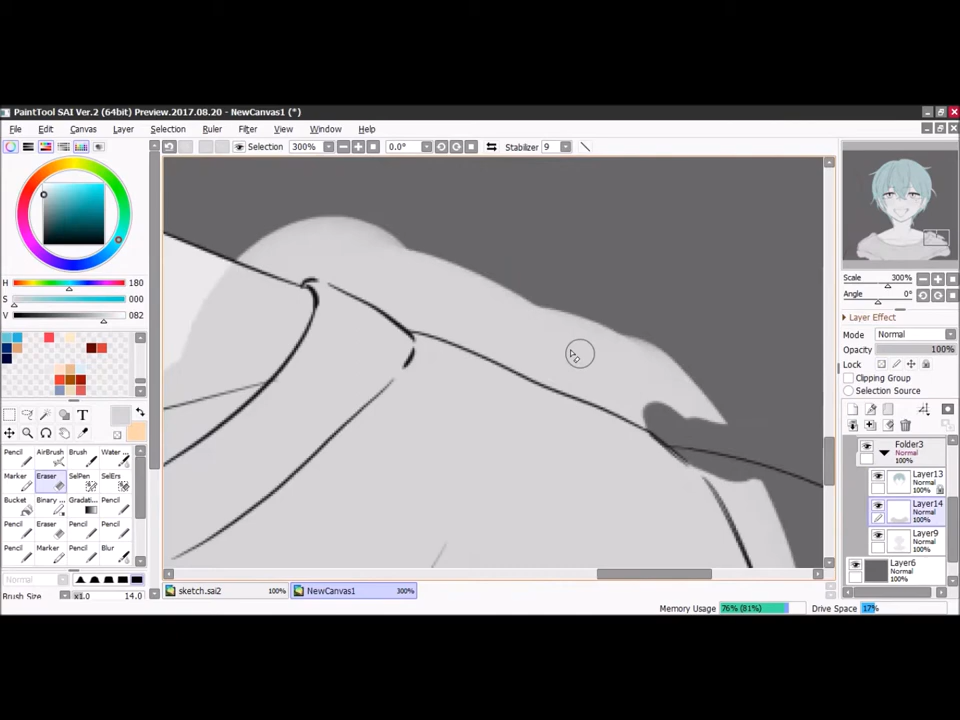 PaintTool SAI Ver.2 (64bit) Preview.2017.08.20 - NewCanvas1 (*)
File Edit Canvas Layer Selection Ruler Filter View Window Help
Selection 300% 0.0° Stabilizer 9
H 180
S 000
V 082
T
Pencil AirBrush Brush Water ...
Marker Eraser SelPen SelErs
Bucket Binary ... Gradati... Pencil
Pencil Eraser Pencil Pencil
Pencil Marker Pencil Blur
Normal
Brush Size x1.0 14.0
Scale 300%
Angle 0°
Layer Effect
Mode Normal
Opacity 100%
Lock
Clipping Group
Selection Source
Folder3
Normal
Layer13
Normal
100%
Layer14
Normal
100%
Layer9
Normal
100%
Layer6
Normal
sketch.sai2 100% NewCanvas1 300%
Memory Usage 76% (81%) Drive Space 17%